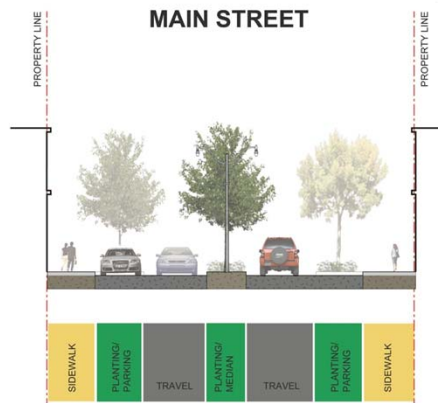 MAIN STREET
PROPERTY LINE
PROPERTY LINE
SIDEWALK
PLANTING/
PARKING
TRAVEL
PLANTING/
MEDIAN
TRAVEL
PLANTING/
PARKING
SIDEWALK